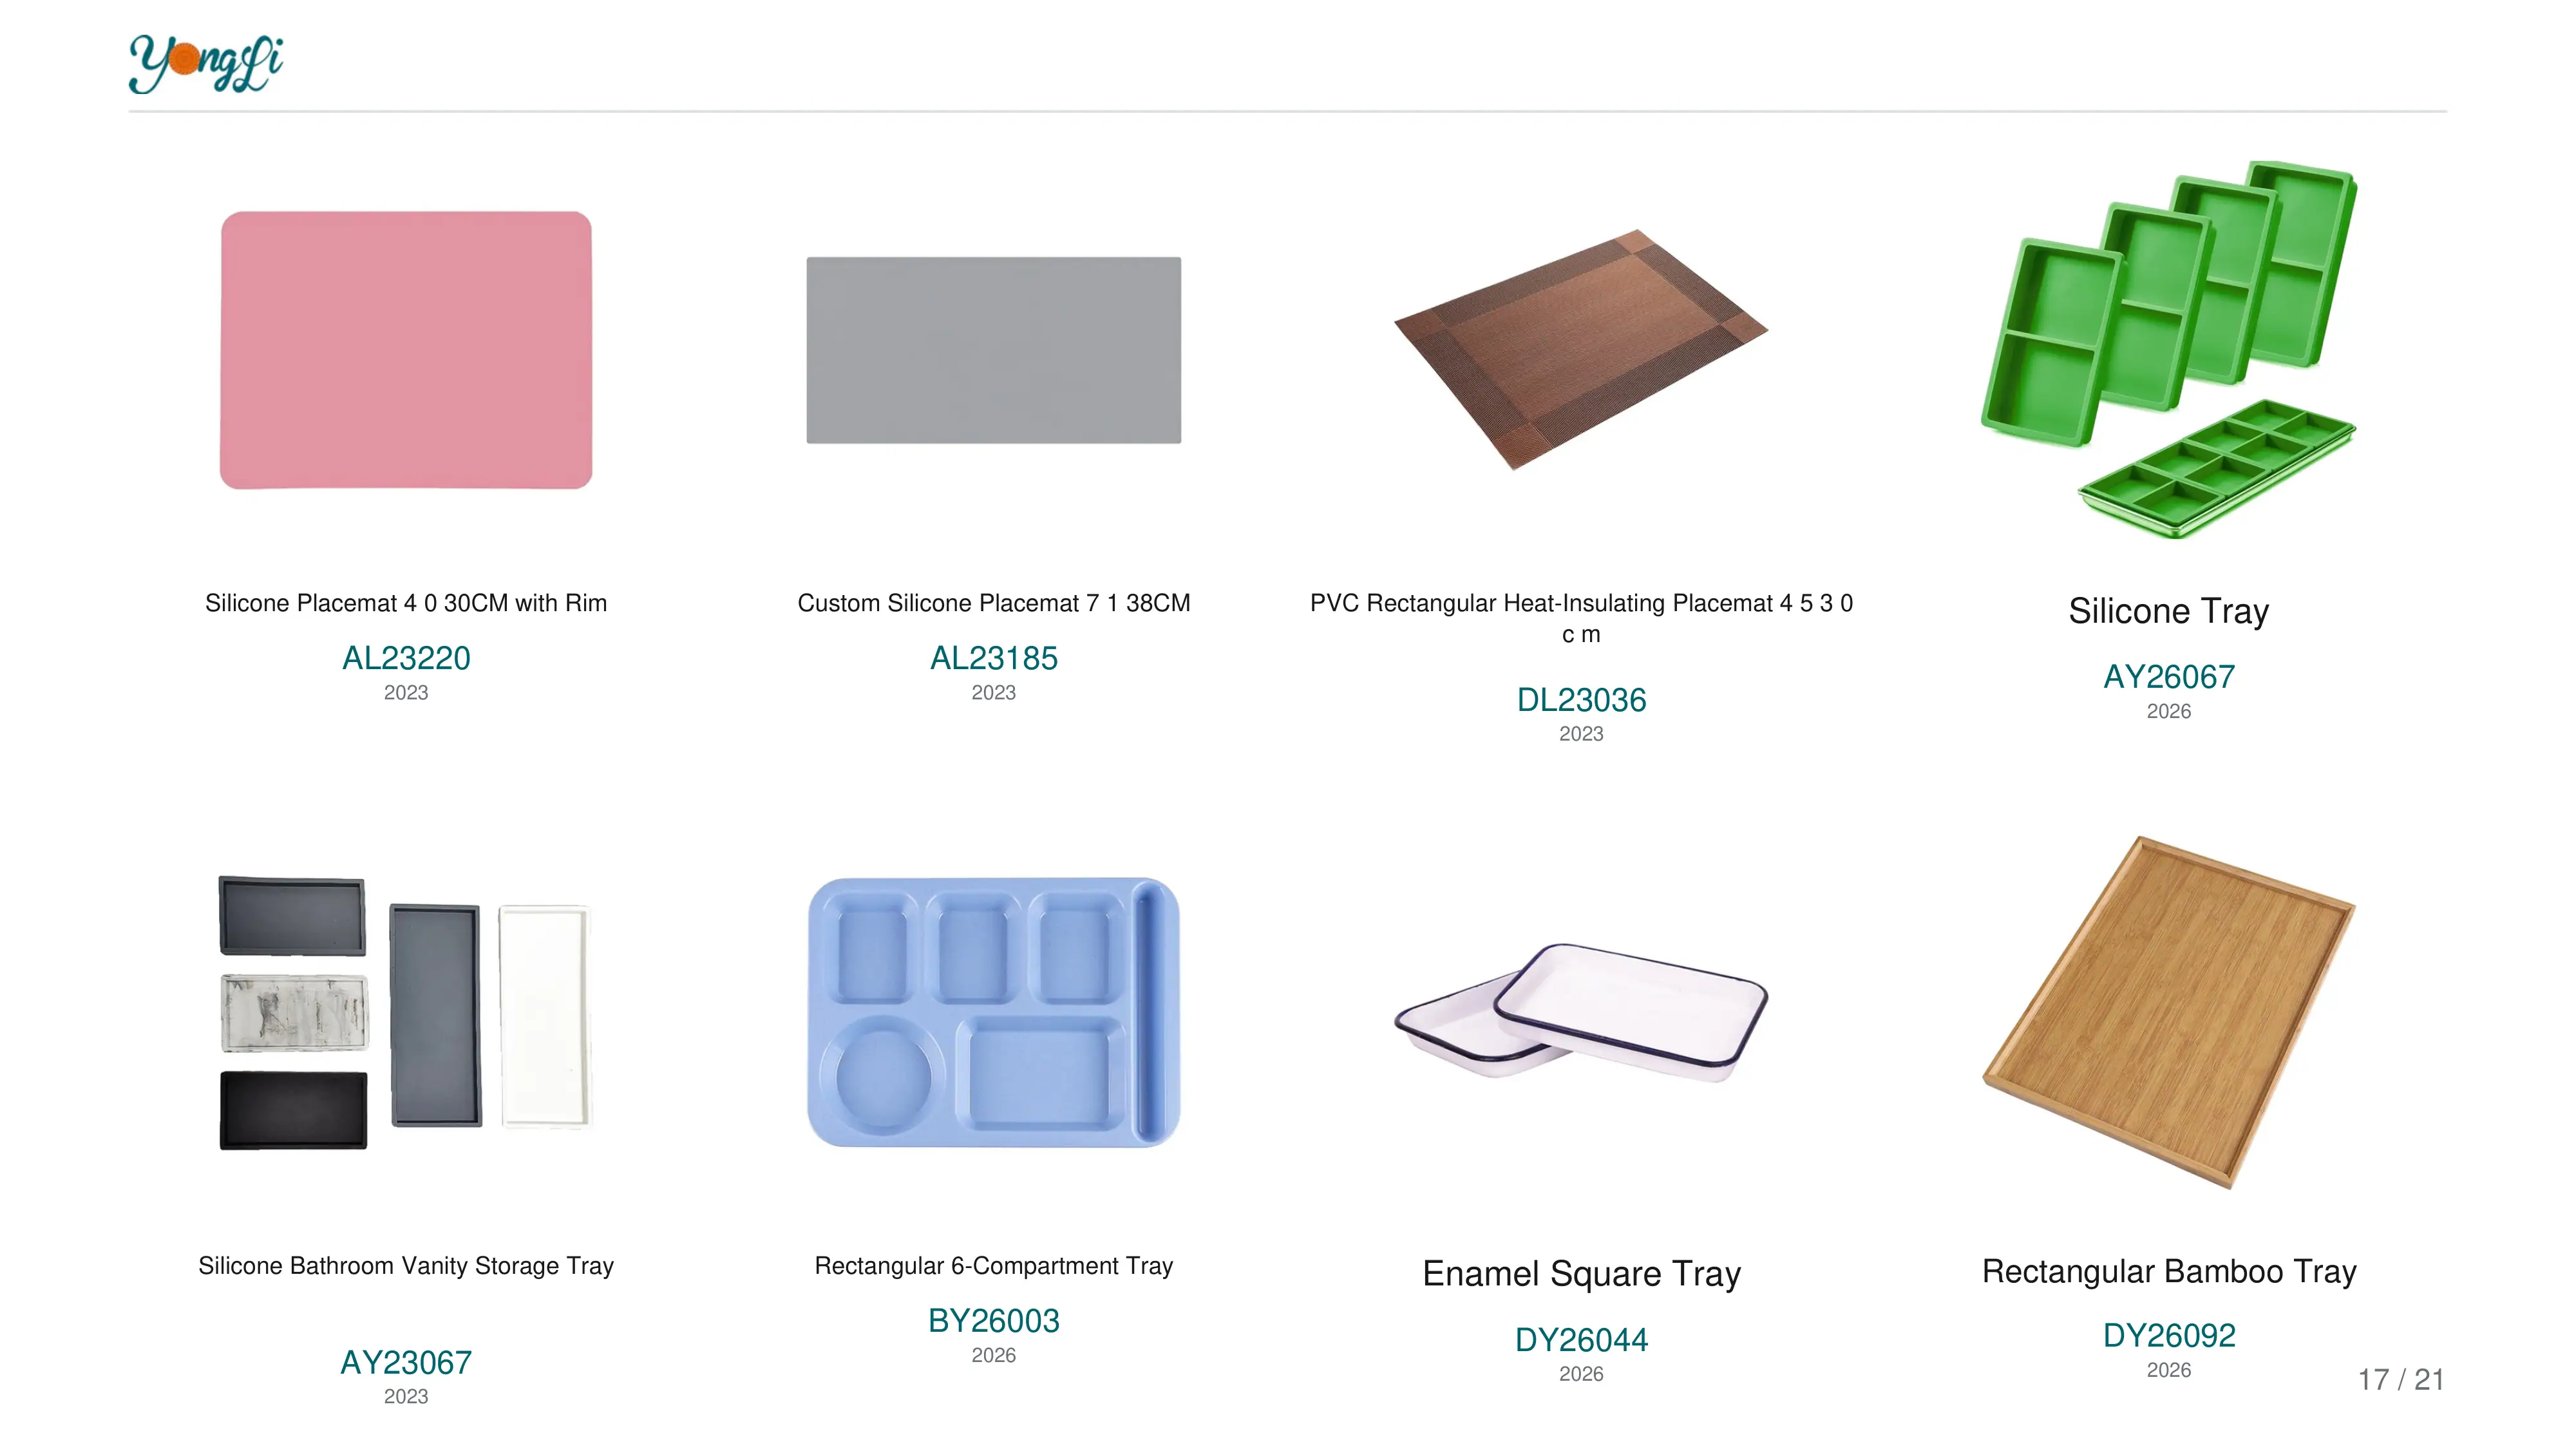 YongLi
Silicone Placemat 4 0 30CM with Rim
AL23220
2023
Custom Silicone Placemat 7 1 38CM
AL23185
2023
PVC Rectangular Heat-Insulating Placemat 4 5 3 0
c m
DL23036
2023
Silicone Tray
AY26067
2026
Silicone Bathroom Vanity Storage Tray
AY23067
2023
Rectangular 6-Compartment Tray
BY26003
2026
Enamel Square Tray
DY26044
2026
Rectangular Bamboo Tray
DY26092
2026
17 / 21